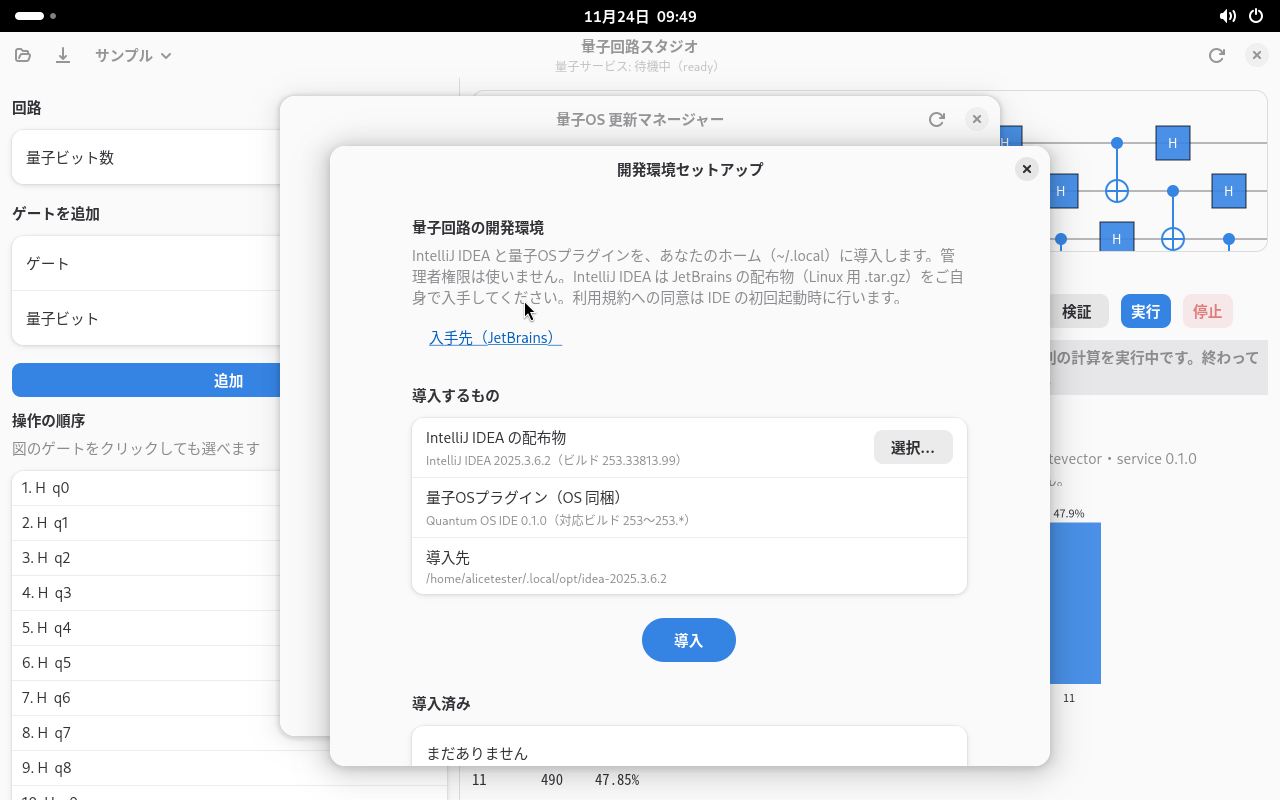 11月24日 09:49
サンプル
量子回路スタジオ
量子サービス: 待機中（ready）
回路
量子ビット数
ゲートを追加
ゲート
量子ビット
追加
操作の順序
図のゲートをクリックしても選べます
1. H q0
2. H q1
3. H q2
4. H q3
5. H q4
6. H q5
7. H q6
8. H q7
9. H q8
量子OS 更新マネージャー
開発環境セットアップ
量子回路の開発環境
IntelliJ IDEA と量子OSプラグインを、あなたのホーム（~/.local）に導入します。管
理者権限は使いません。IntelliJ IDEA は JetBrains の配布物（Linux 用 .tar.gz）をご自
身で入手してください。利用規約への同意は IDE の初回起動時に行います。
入手先（JetBrains）
導入するもの
IntelliJ IDEA の配布物
IntelliJ IDEA 2025.3.6.2（ビルド 253.33813.99）
選択...
量子OSプラグイン（OS 同梱）
Quantum OS IDE 0.1.0（対応ビルド 253〜253.*）
導入先
/home/alicetester/.local/opt/idea-2025.3.6.2
導入
導入済み
まだありません
H
H
H
H
H
検証
実行
停止
の計算を実行中です。終わって
tevector・service 0.1.0
47.9%
11
11 490 47.85%